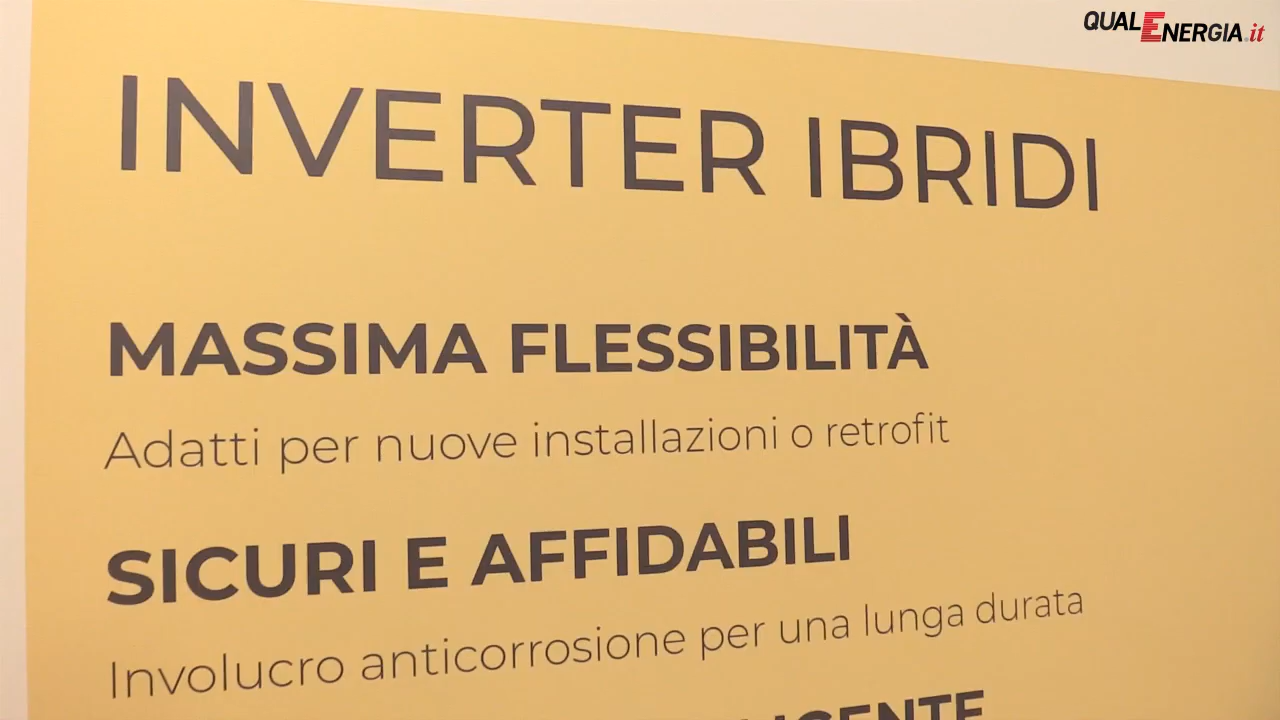 QUALENERGIA.it
INVERTER IBRIDI
MASSIMA FLESSIBILITÀ
Adatti per nuove installazioni o retrofit
SICURI E AFFIDABILI
Involucro anticorrosione per una lunga durata